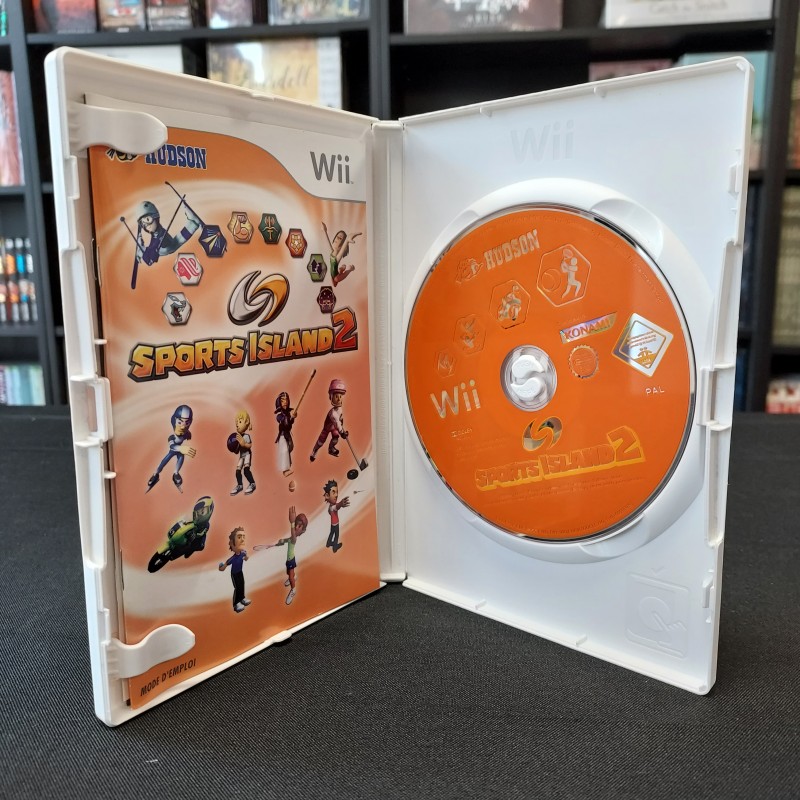 HUDSON
Wii
SPORTS ISLAND 2
MODE D'EMPLOI
Wii
HUDSON
KONAMI
Wii
PAL
SPORTS ISLAND 2